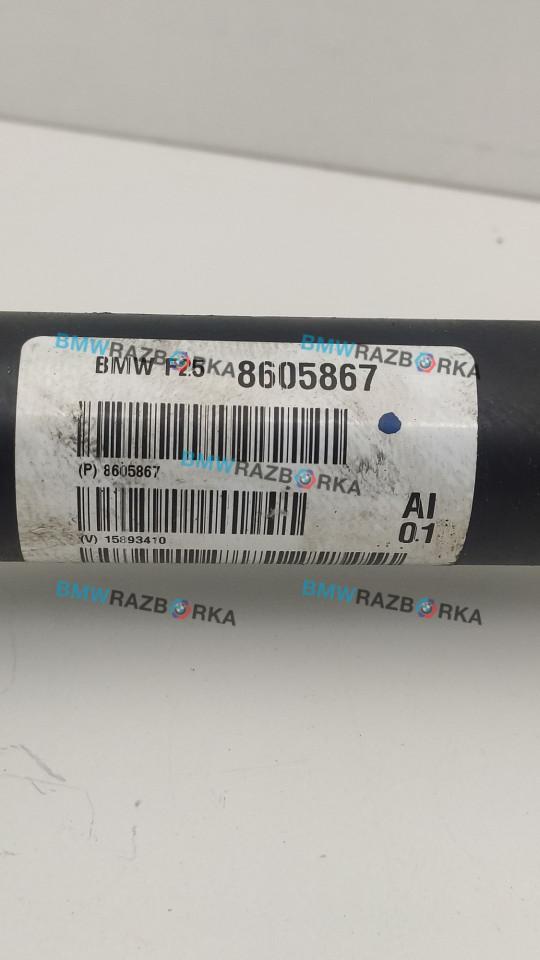 BMWRAZBORKA BMWRAZBORKA
BMW F25 8605867
(P) 8605867
BMWRAZBORKA
AI
01
(V) 15893410
BMWRAZBORKA BMWRAZBORKA